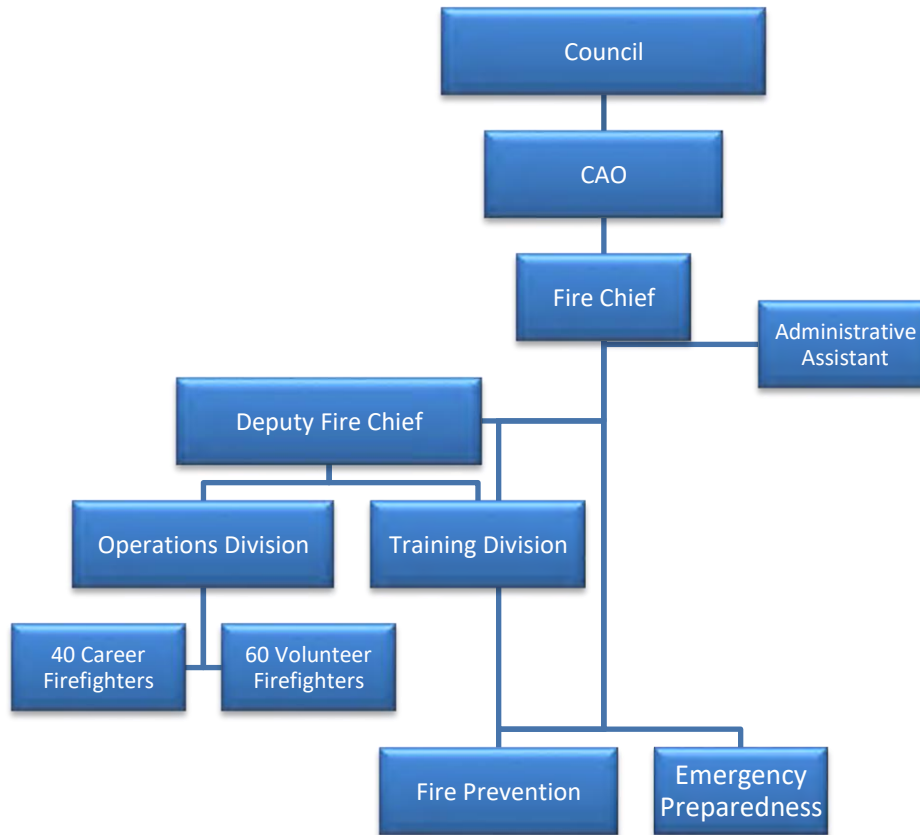 Council
CAO
Fire Chief
Administrative
Assistant
Deputy Fire Chief
Operations Division
Training Division
40 Career
Firefighters
60 Volunteer
Firefighters
Fire Prevention
Emergency
Preparedness